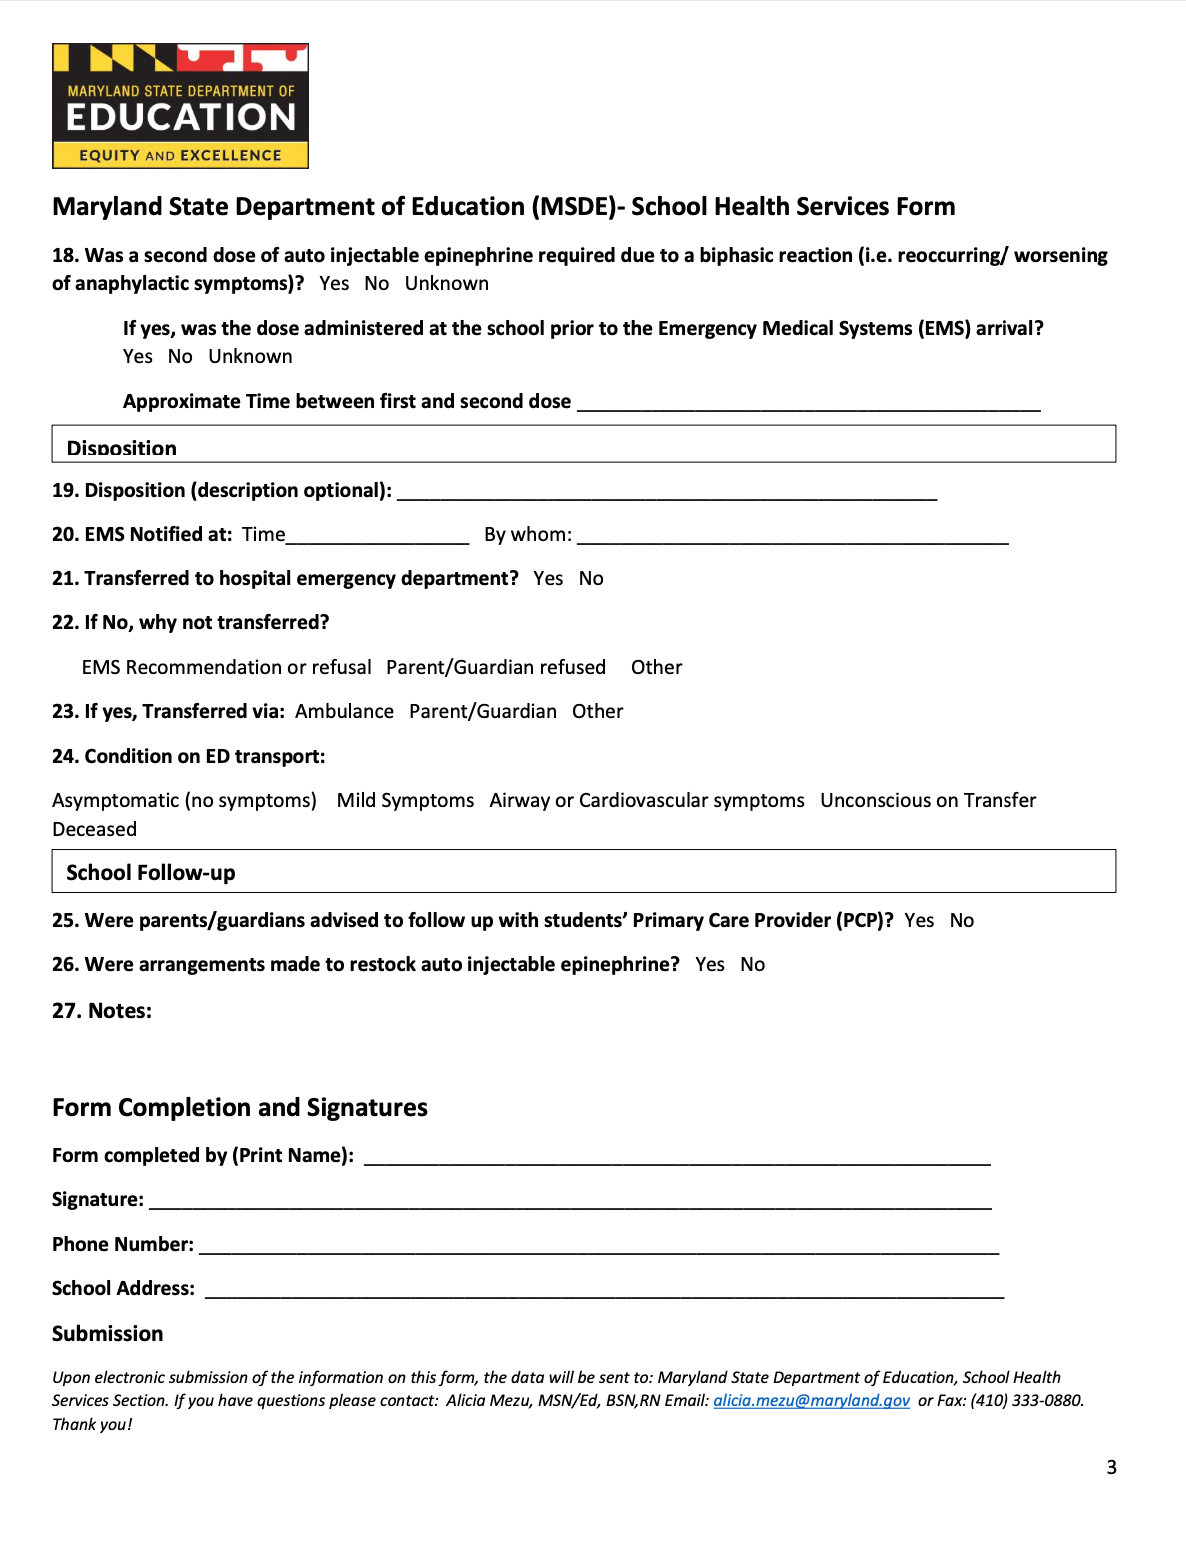 MARYLAND STATE DEPARTMENT OF
EDUCATION
EQUITY AND EXCELLENCE
Maryland State Department of Education (MSDE)- School Health Services Form
18. Was a second dose of auto injectable epinephrine required due to a biphasic reaction (i.e. reoccurring/ worsening
of anaphylactic symptoms)? Yes No Unknown
If yes, was the dose administered at the school prior to the Emergency Medical Systems (EMS) arrival?
Yes No Unknown
Approximate Time between first and second dose ___________________________________________
Disposition
19. Disposition (description optional): __________________________________________________
20. EMS Notified at: Time_________________ By whom: ________________________________________
21. Transferred to hospital emergency department? Yes No
22. If No, why not transferred?
EMS Recommendation or refusal Parent/Guardian refused Other
23. If yes, Transferred via: Ambulance Parent/Guardian Other
24. Condition on ED transport:
Asymptomatic (no symptoms) Mild Symptoms Airway or Cardiovascular symptoms Unconscious on Transfer
Deceased
School Follow-up
25. Were parents/guardians advised to follow up with students’ Primary Care Provider (PCP)? Yes No
26. Were arrangements made to restock auto injectable epinephrine? Yes No
27. Notes:
Form Completion and Signatures
Form completed by (Print Name): __________________________________________________________
Signature: ______________________________________________________________________________
Phone Number: __________________________________________________________________________
School Address: __________________________________________________________________________
Submission
Upon electronic submission of the information on this form, the data will be sent to: Maryland State Department of Education, School Health
Services Section. If you have questions please contact: Alicia Mezu, MSN/Ed, BSN,RN Email: alicia.mezu@maryland.gov or Fax: (410) 333-0880.
Thank you!
3